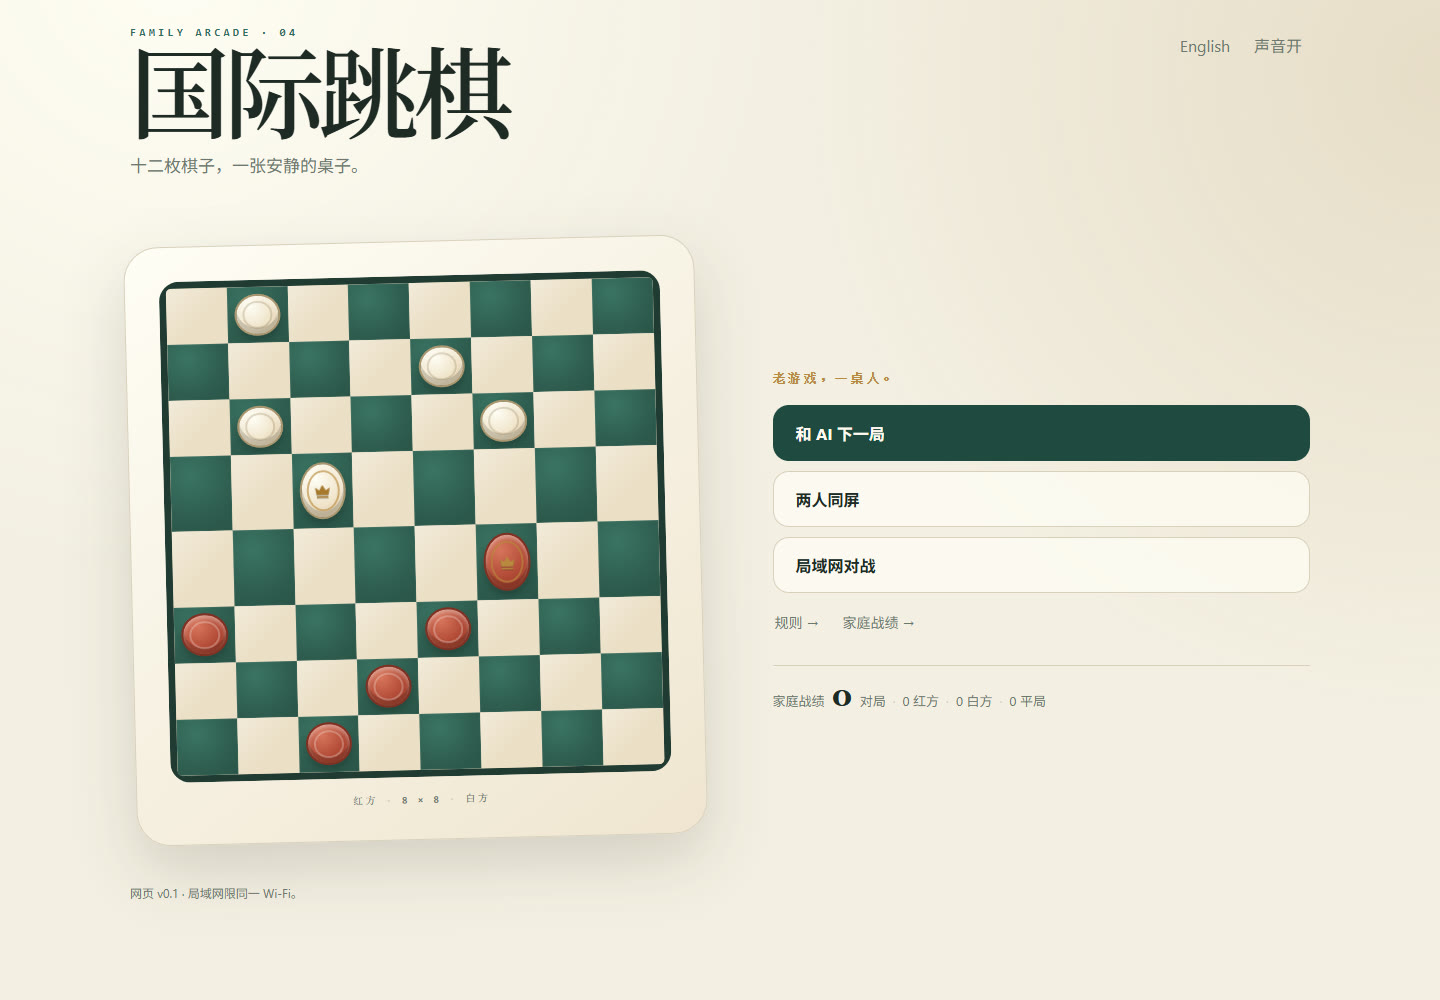 FAMILY ARCADE · 04
English 声音开
国际跳棋
十二枚棋子，一张安静的桌子。
老游戏，一桌人。
和 AI 下一局
两人同屏
局域网对战
规则 → 家庭战绩 →
家庭战绩 0 对局 · 0 红方 · 0 白方 · 0 平局
红方 · 8 × 8 · 白方
网页 v0.1 · 局域网限同一 Wi-Fi。